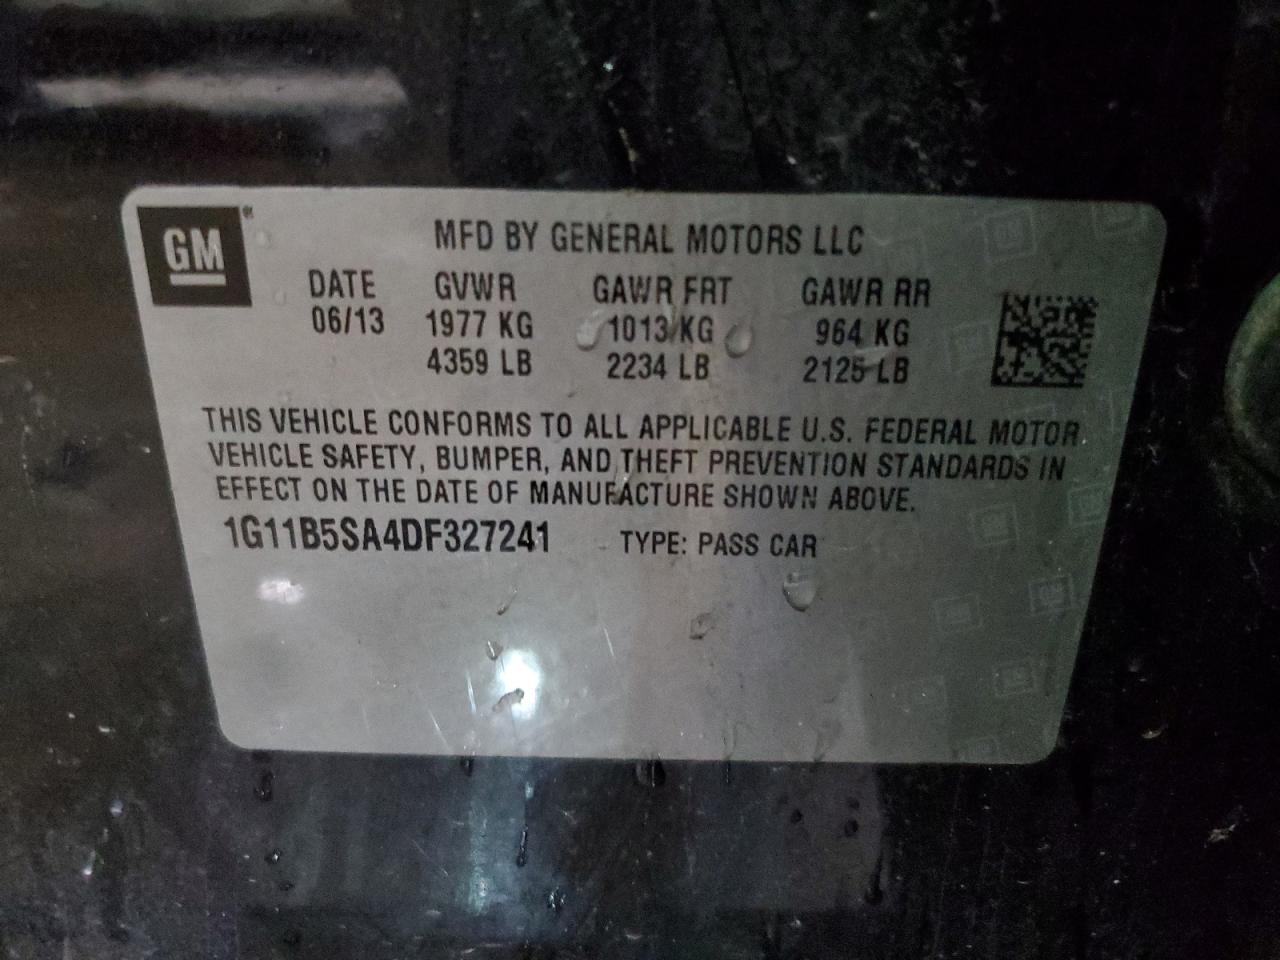 GM
MFD BY GENERAL MOTORS LLC
DATE GVWR GAWR FRT GAWR RR
06/13 1977 KG 1013 KG 964 KG
4359 LB 2234 LB 2125 LB
THIS VEHICLE CONFORMS TO ALL APPLICABLE U.S. FEDERAL MOTOR
VEHICLE SAFETY, BUMPER, AND THEFT PREVENTION STANDARDS IN
EFFECT ON THE DATE OF MANUFACTURE SHOWN ABOVE.
1G11B5SA4DF327241 TYPE: PASS CAR